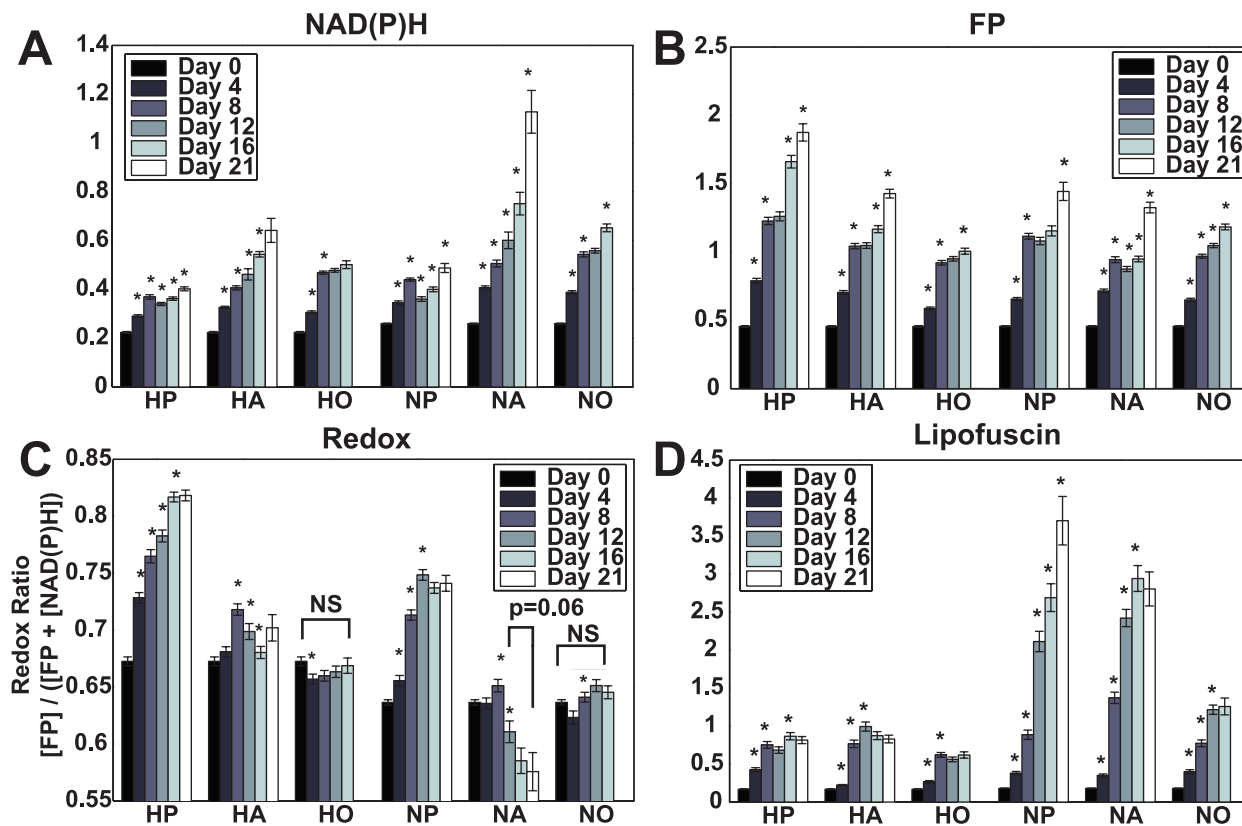 A
NAD(P)H
1.4
1.2
1
0.8
0.6
0.4
0.2
0
Day 0
Day 4
Day 8
Day 12
Day 16
Day 21
* * * * *
* * * *
* *
* * * * *
* * * * *
* * *
HP HA HO NP NA NO
B
FP
2.5
2
1.5
1
0.5
0
Day 0
Day 4
Day 8
Day 12
Day 16
Day 21
* * * *
* * * *
* * *
* * *
* * * * *
* * * *
HP HA HO NP NA NO
C
Redox
Redox Ratio
[FP] / ([FP + [NAD(P)H])
0.85
0.8
0.75
0.7
0.65
0.6
0.55
Day 0
Day 4
Day 8
Day 12
Day 16
Day 21
* * * *
* * *
NS
*
* * *
p=0.06
* *
NS
*
HP HA HO NP NA NO
D
Lipofuscin
4.5
4
3.5
3
2.5
2
1.5
1
0.5
0
Day 0
Day 4
Day 8
Day 12
Day 16
Day 21
* * *
* * *
* *
* * * * *
* * * *
* * *
HP HA HO NP NA NO